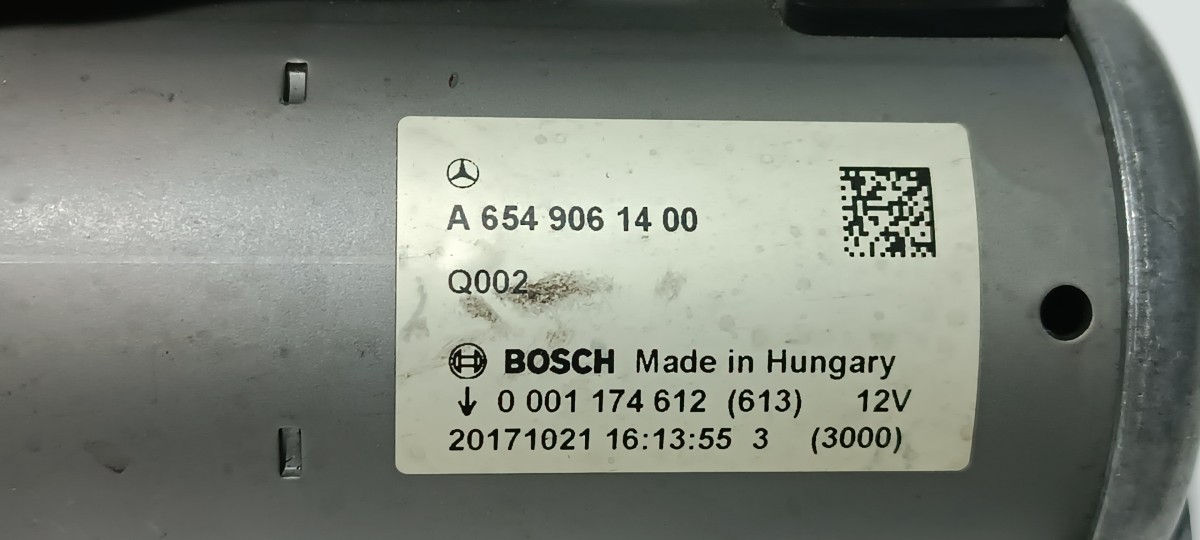 A 654 906 14 00
Q002
BOSCH Made in Hungary
↓ 0 001 174 612 (613) 12V
20171021 16:13:55 3 (3000)